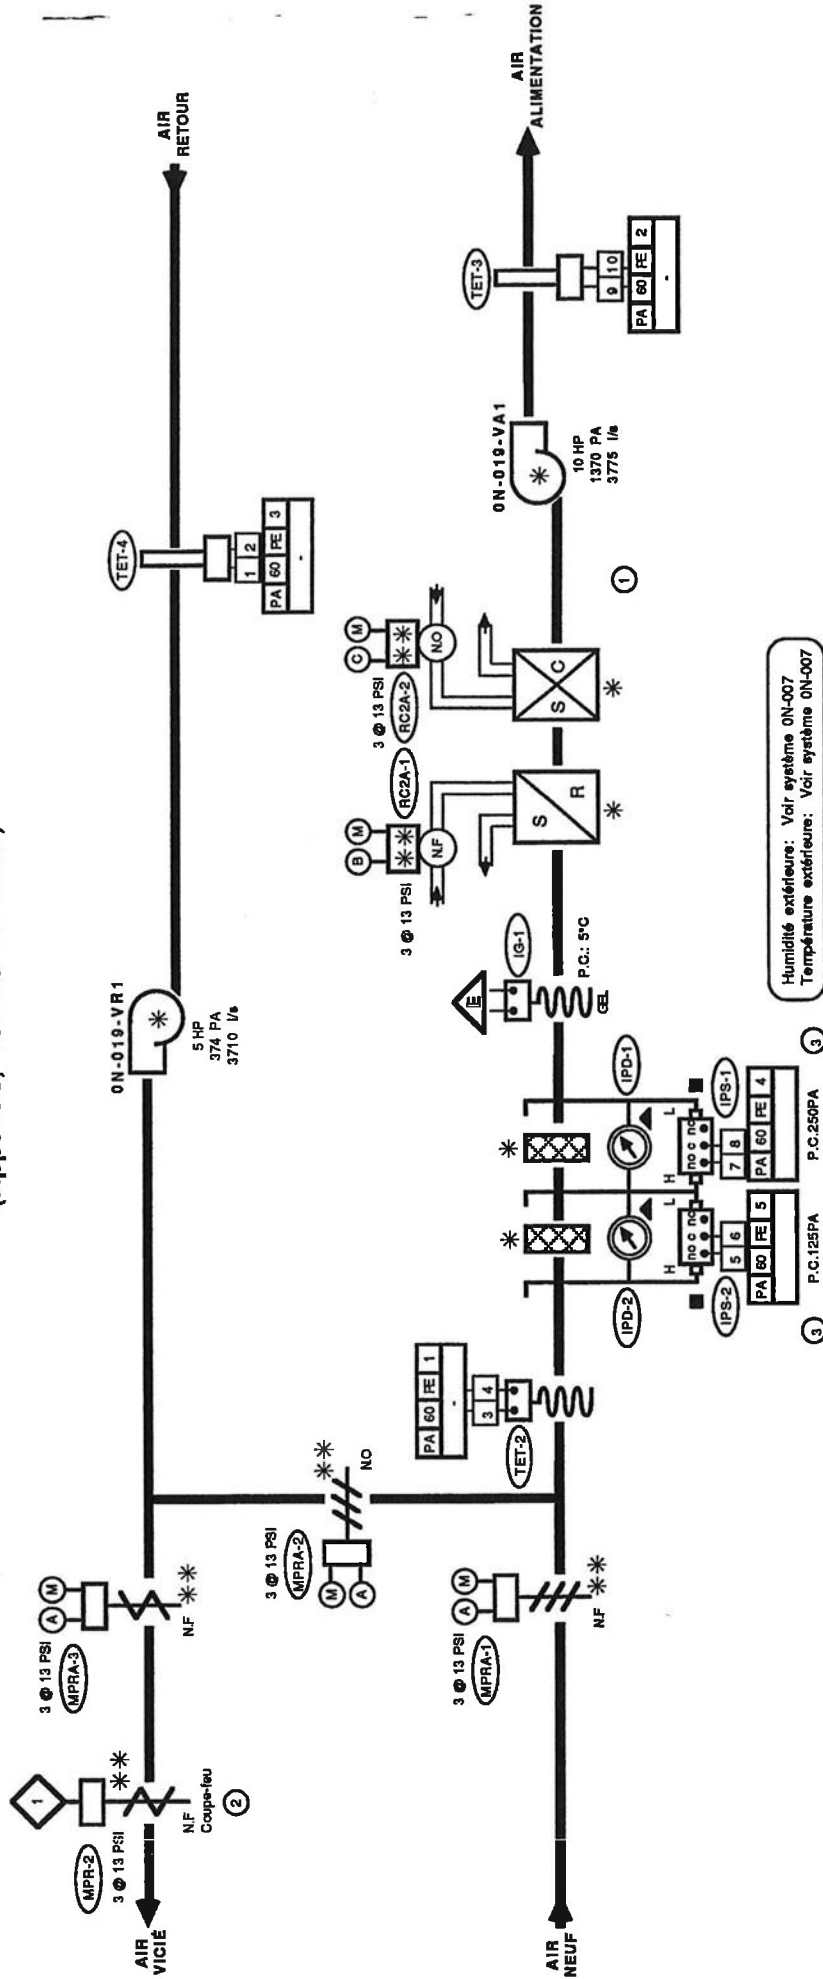 AIR
VICIÉ
MPR-2
3 @ 13 PSI
1
N.F
Coupe-feu
2
3 @ 13 PSI
MPRA-3
A
M
N.F
0N-019-VR1
5 HP
374 PA
3710 l/s
TET-4
1 2
PA 60 PE 3
-
AIR
RETOUR
3 @ 13 PSI
MPRA-2
M
A
N.O
AIR
NEUF
3 @ 13 PSI
MPRA-1
A
M
N.F
PA 60 PE 1
-
3 4
TET-2
IPD-2
H
L
no c nc
IPS-2
5 6
PA 60 PE 5
P.C.125PA
3
IPD-1
H
L
no c nc
IPS-1
7 8
PA 60 PE 4
P.C.250PA
3
E
IG-1
GEL
P.C.: 5°C
3 @ 13 PSI
B
M
N.F
RC2A-1
S
R
3 @ 13 PSI
C
M
N.O
RC2A-2
S
C
1
0N-019-VA1
10 HP
1370 PA
3775 l/s
TET-3
9 10
PA 60 PE 2
-
AIR
ALIMENTATION
Humidité extérieure: Voir système 0N-007
Température extérieure: Voir système 0N-007